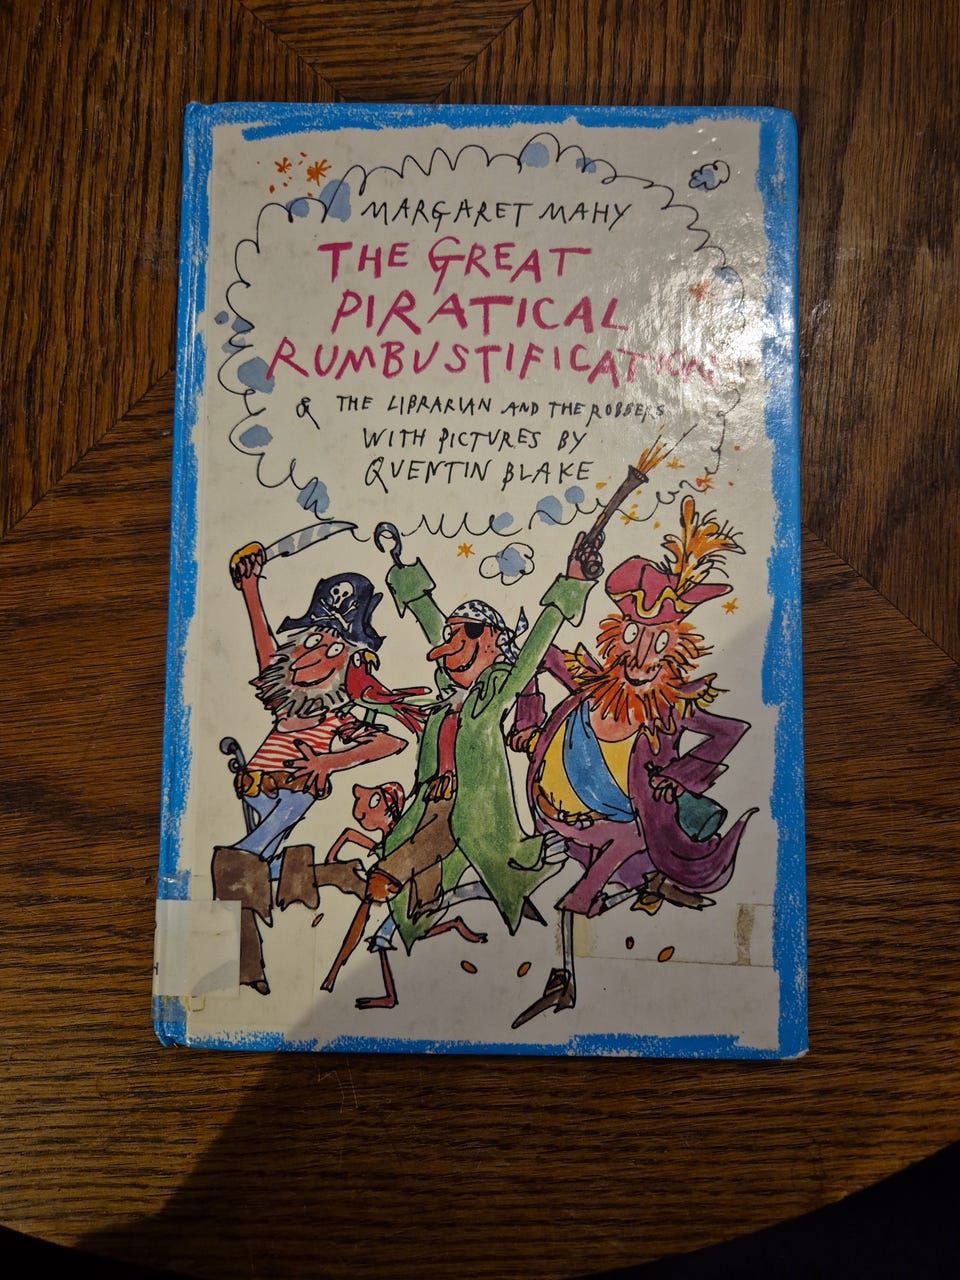 MARGARET MAHY
THE GREAT
PIRATICAL
RUMBUSTIFICATION
& THE LIBRARIAN AND THE ROBBERS
WITH PICTURES BY
QUENTIN BLAKE
H